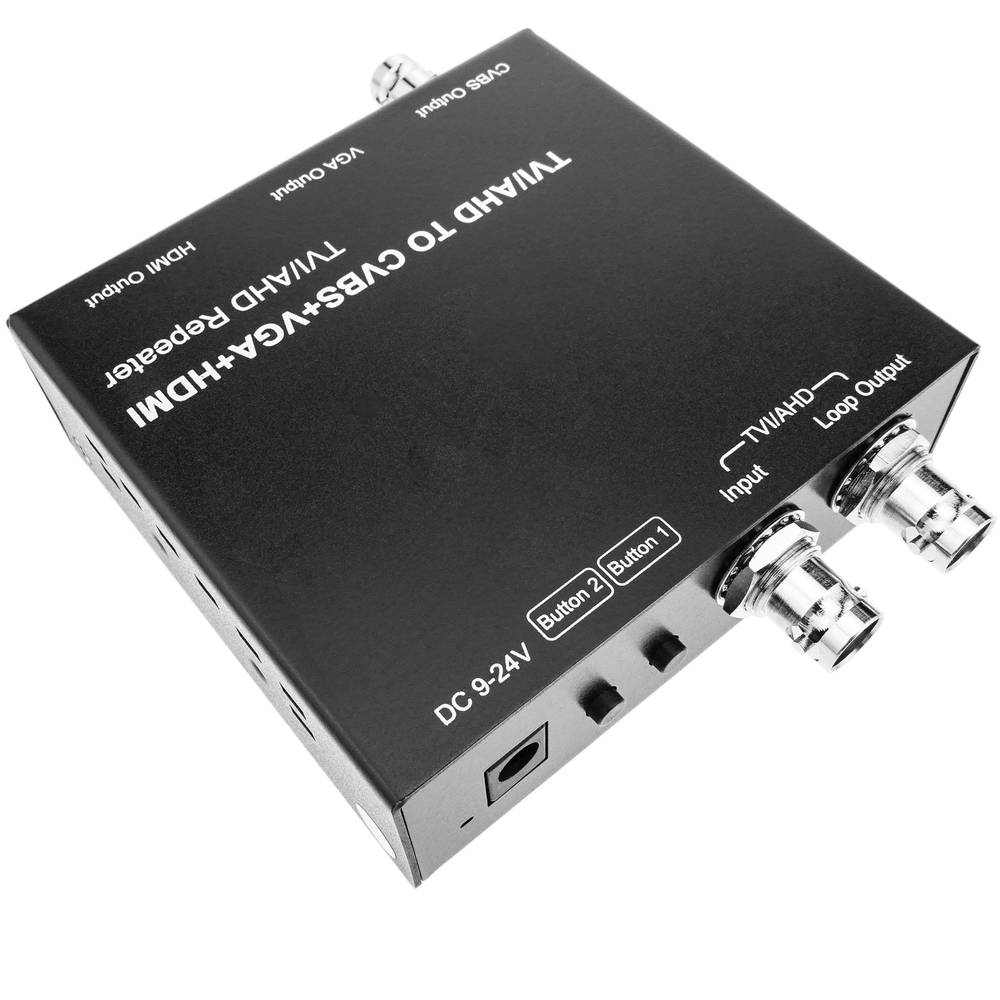 CVBS Output
VGA Output
HDMI Output
TVI/AHD TO CVBS+VGA+HDMI
TVI/AHD Repeater
TVI/AHD
Input
Loop Output
Button 2
Button 1
DC 9-24V